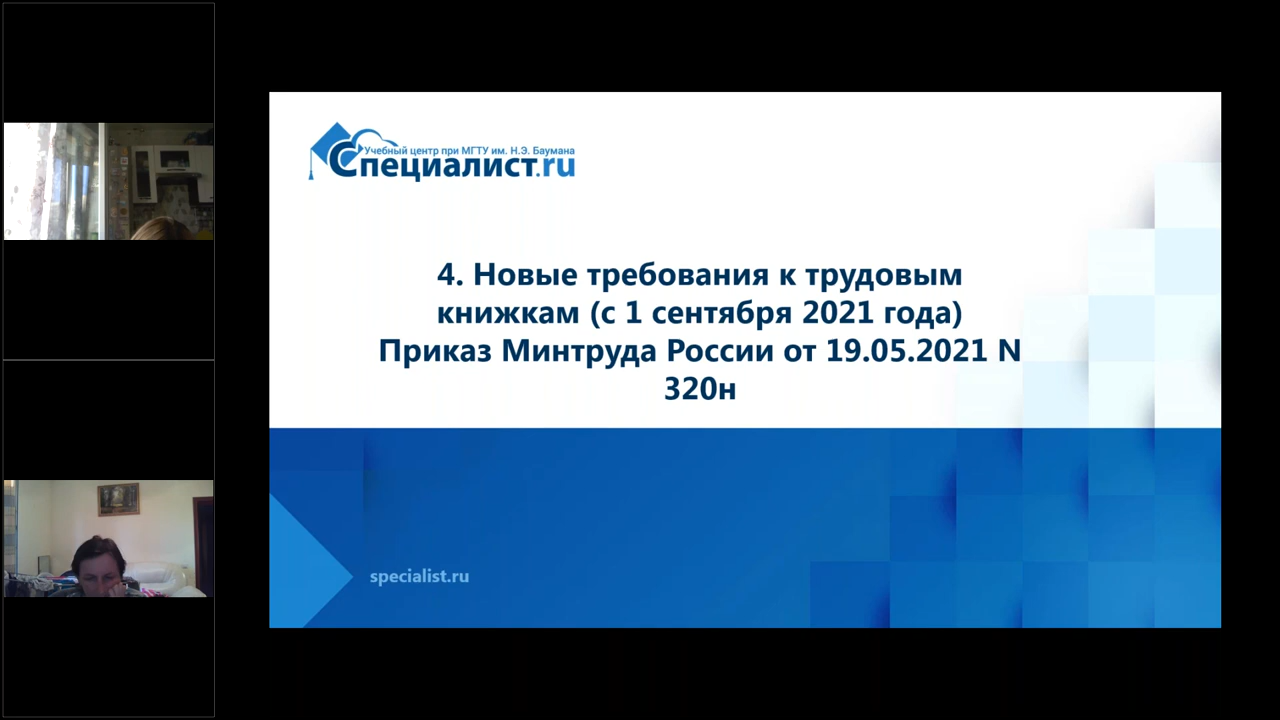 Учебный центр при МГТУ им. Н.Э. Баумана
Специалист.ru
4. Новые требования к трудовым
книжкам (с 1 сентября 2021 года)
Приказ Минтруда России от 19.05.2021 N
320н
specialist.ru